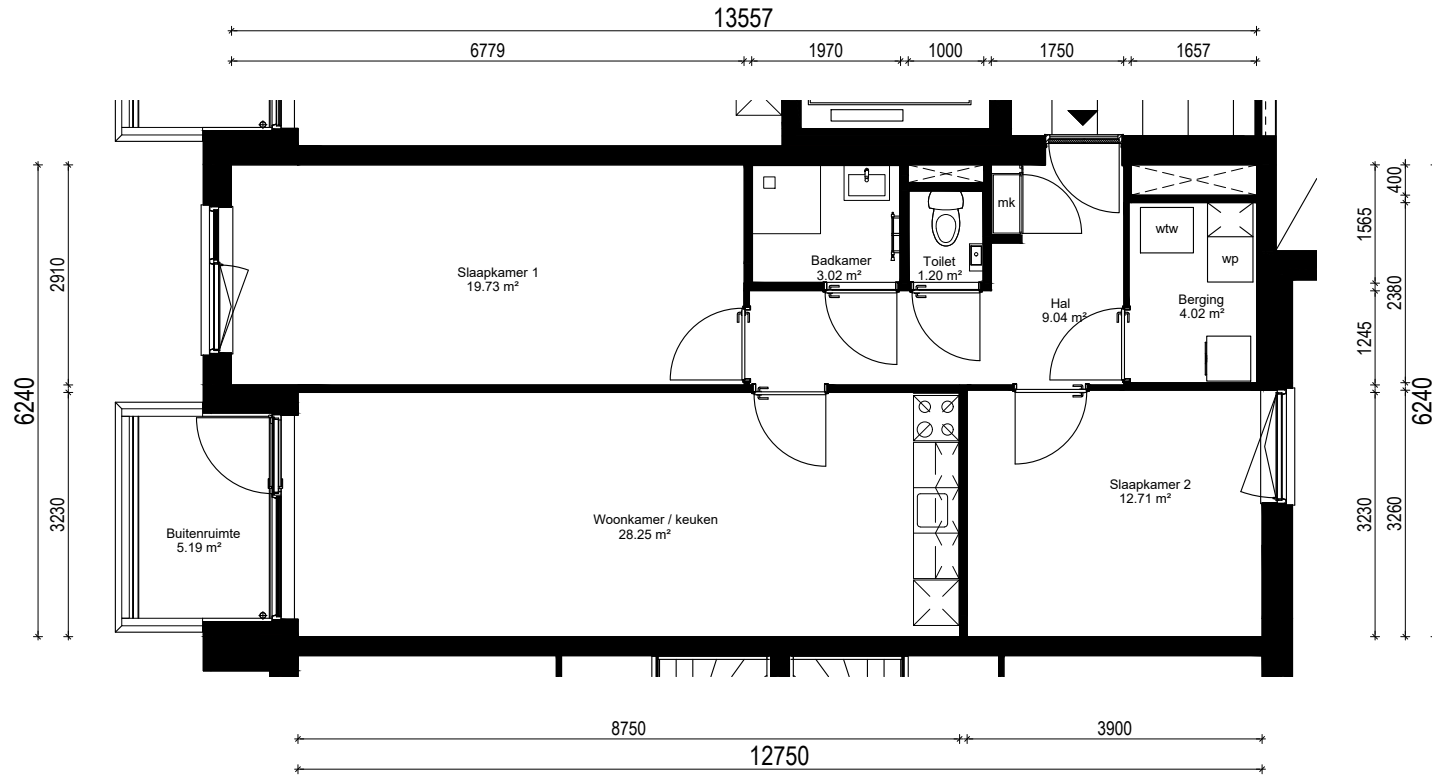 13557
6779
1970
1000
1750
1657
6240
2910
3230
Slaapkamer 1
19.73 m²
Badkamer
3.02 m²
Toilet
1.20 m²
mk
Hal
9.04 m²
wtw
wp
Berging
4.02 m²
1565
1245
3230
400
2380
3260
6240
Buitenruimte
5.19 m²
Woonkamer / keuken
28.25 m²
Slaapkamer 2
12.71 m²
8750
3900
12750